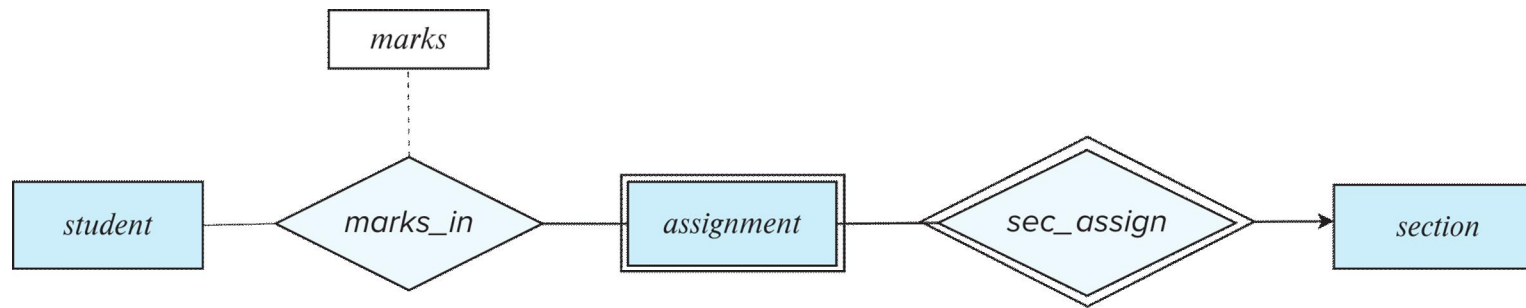 marks
student
marks_in
assignment
sec_assign
section